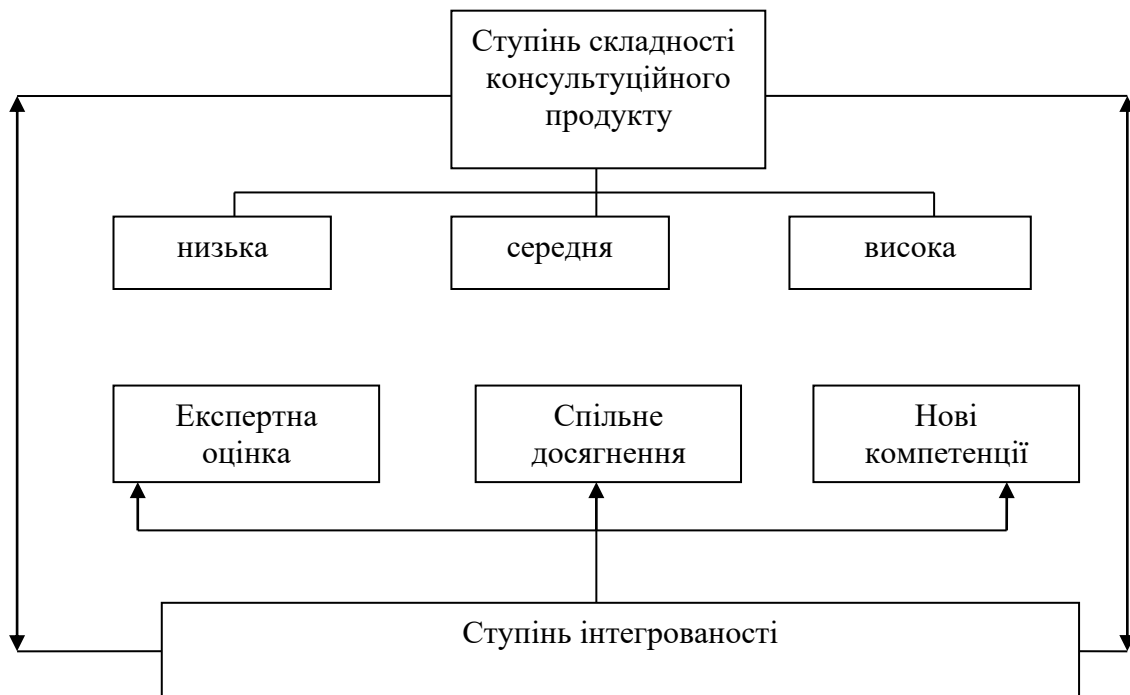 Ступінь складності
консультуційного
продукту
низька
середня
висока
Експертна
оцінка
Спільне
досягнення
Нові
компетенції
Ступінь інтегрованості